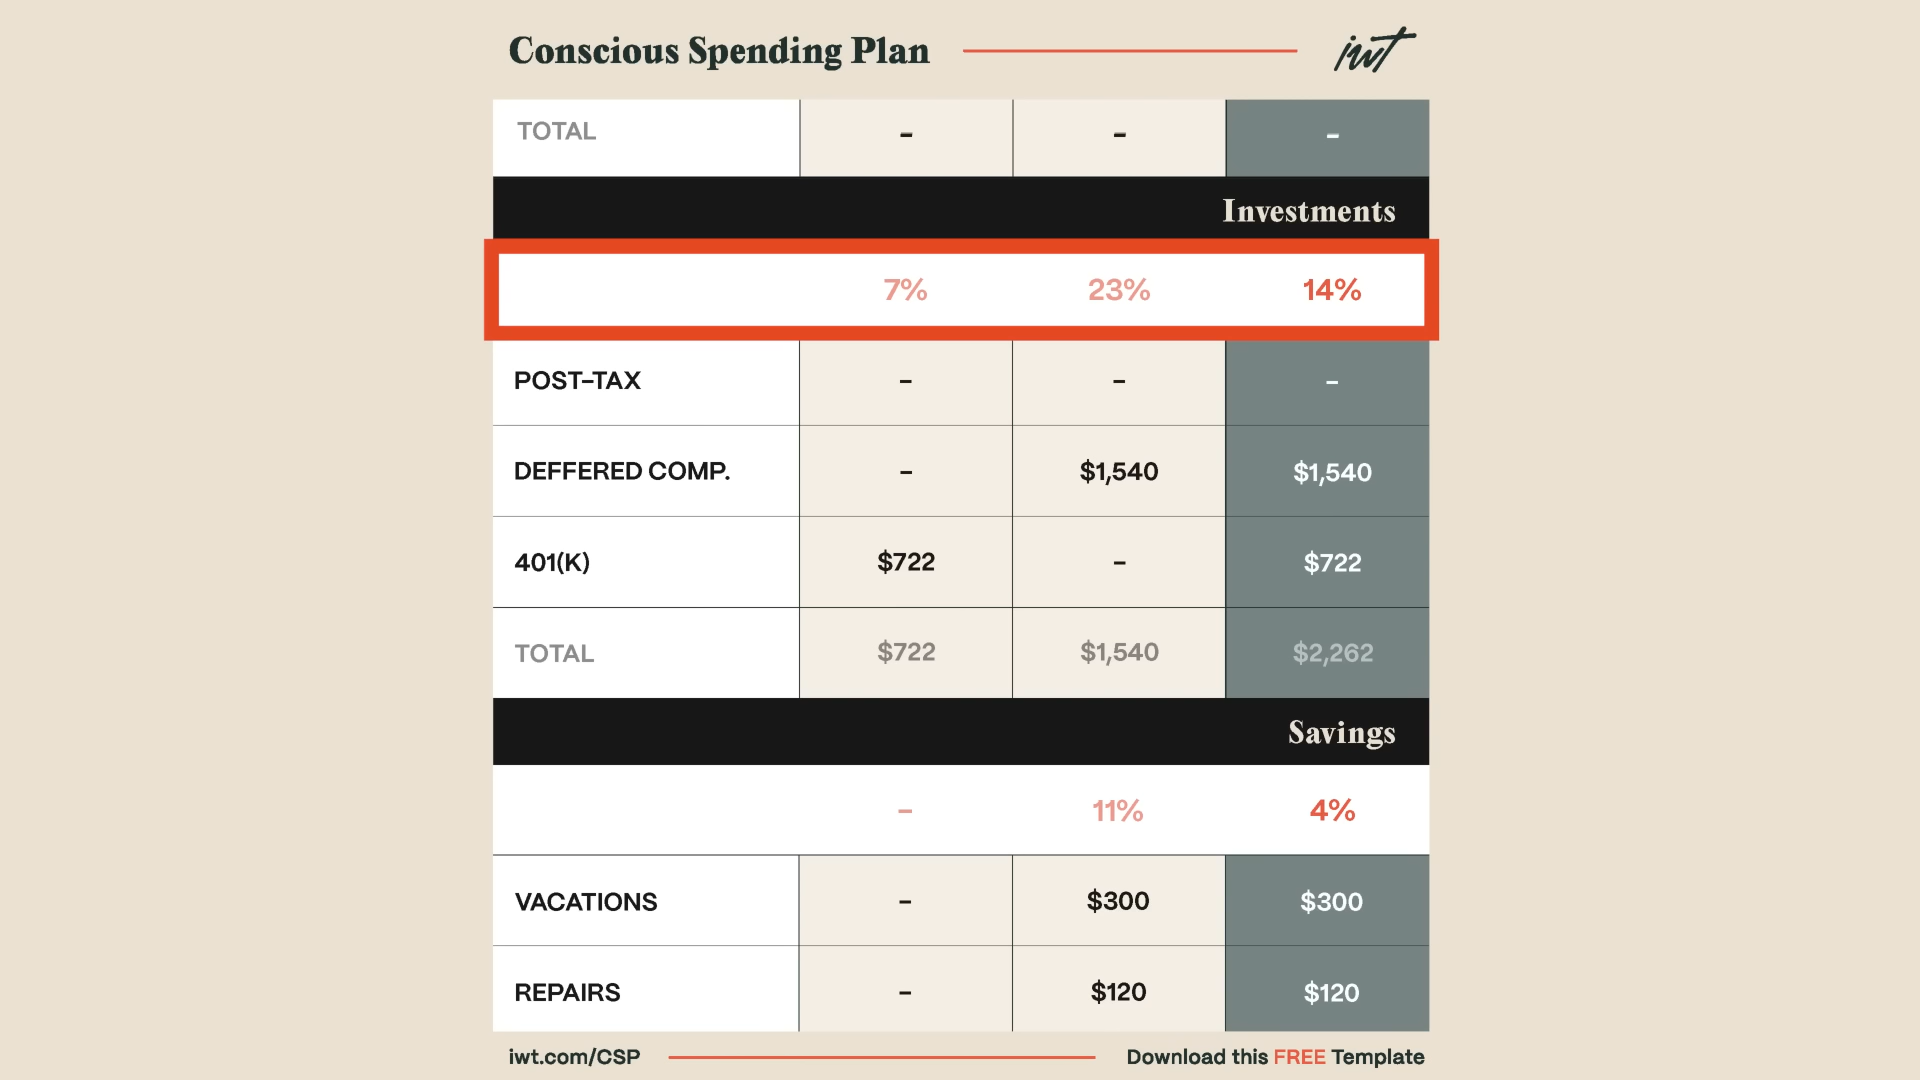 Conscious Spending Plan iwt
TOTAL – – –
Investments
7% 23% 14%
POST-TAX – – –
DEFFERED COMP. – $1,540 $1,540
401(K) $722 – $722
TOTAL $722 $1,540 $2,262
Savings
– 11% 4%
VACATIONS – $300 $300
REPAIRS – $120 $120
iwt.com/CSP Download this FREE Template